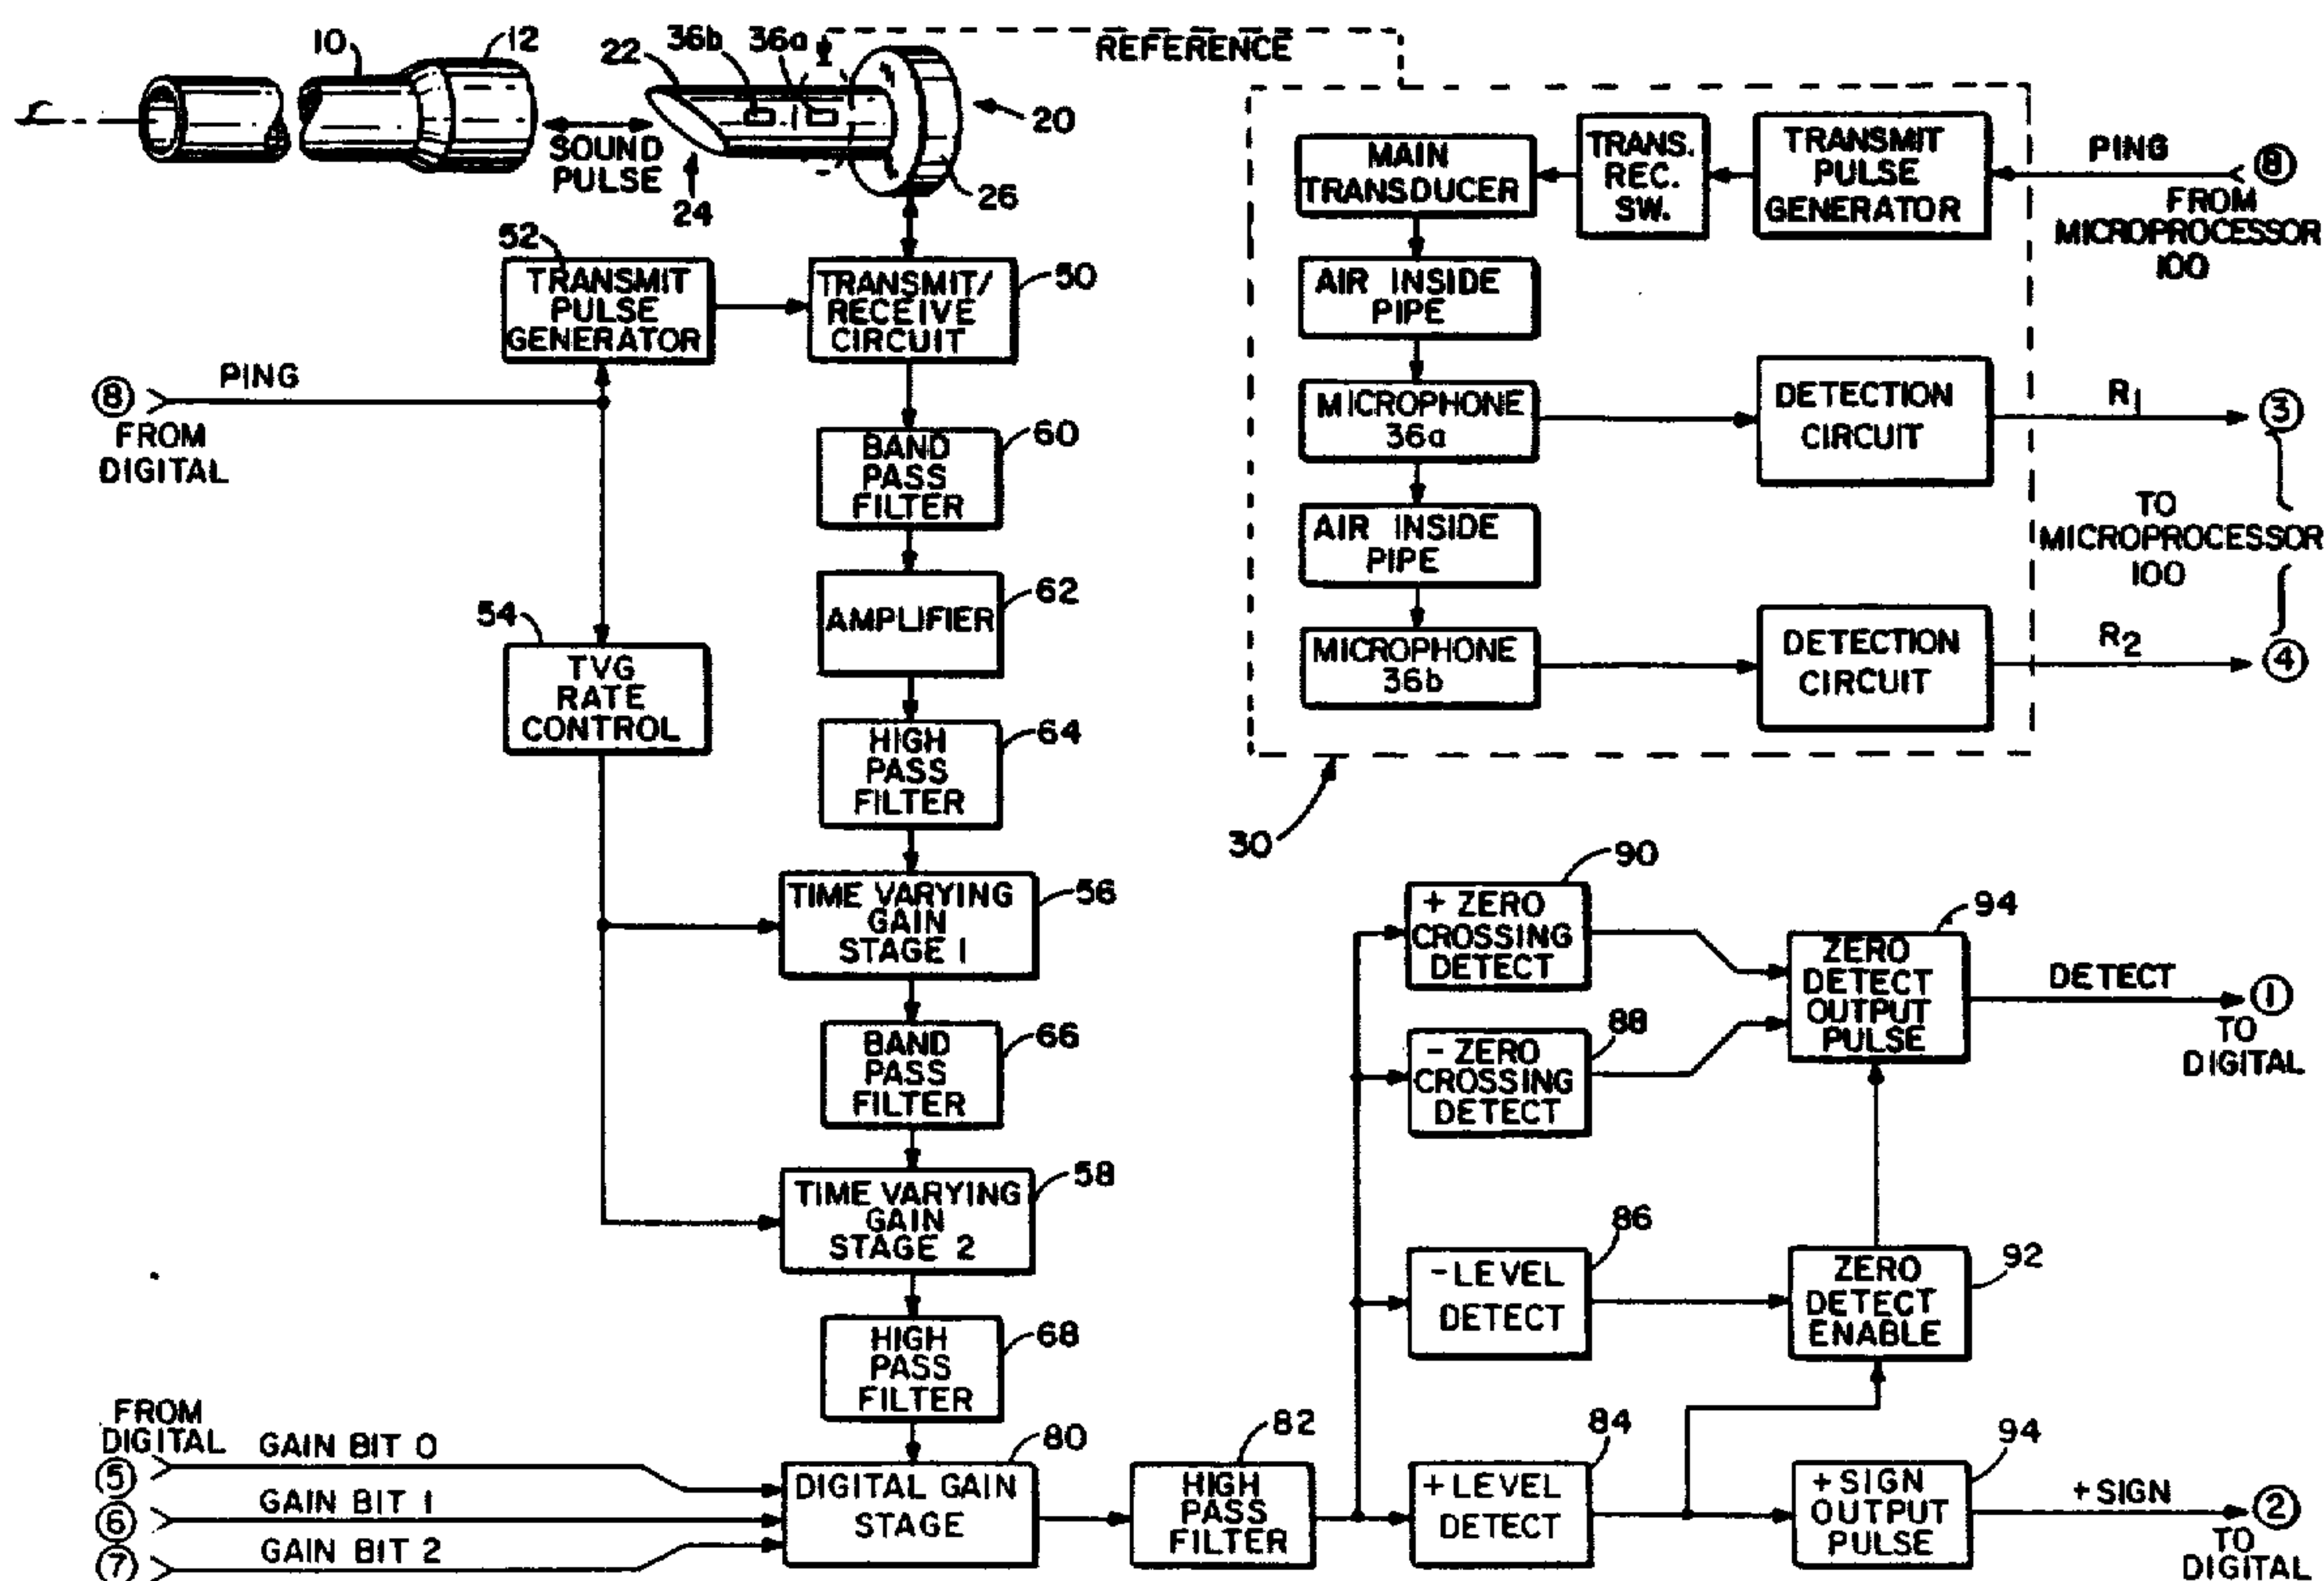 10
12
22
36b
36a
REFERENCE
20
26
SOUND
PULSE
24
MAIN
TRANSDUCER
TRANS.
REC.
SW.
TRANSMIT
PULSE
GENERATOR
PING
8
FROM
MICROPROCESSOR
100
52
TRANSMIT
PULSE
GENERATOR
TRANSMIT/
RECEIVE
CIRCUIT
50
AIR INSIDE
PIPE
8
PING
FROM
DIGITAL
60
BAND
PASS
FILTER
MICROPHONE
36a
DETECTION
CIRCUIT
R1
3
AIR INSIDE
PIPE
TO
MICROPROCESSOR
100
62
AMPLIFIER
54
TVG
RATE
CONTROL
MICROPHONE
36b
DETECTION
CIRCUIT
R2
4
64
HIGH
PASS
FILTER
30
56
TIME VARYING
GAIN
STAGE 1
90
+ ZERO
CROSSING
DETECT
94
ZERO
DETECT
OUTPUT
PULSE
DETECT
1
TO
DIGITAL
66
BAND
PASS
FILTER
88
- ZERO
CROSSING
DETECT
58
TIME VARYING
GAIN
STAGE 2
86
- LEVEL
DETECT
92
ZERO
DETECT
ENABLE
68
HIGH
PASS
FILTER
FROM
DIGITAL
5
GAIN BIT 0
6
GAIN BIT 1
7
GAIN BIT 2
80
DIGITAL GAIN
STAGE
82
HIGH
PASS
FILTER
84
+ LEVEL
DETECT
94
+ SIGN
OUTPUT
PULSE
+ SIGN
2
TO
DIGITAL